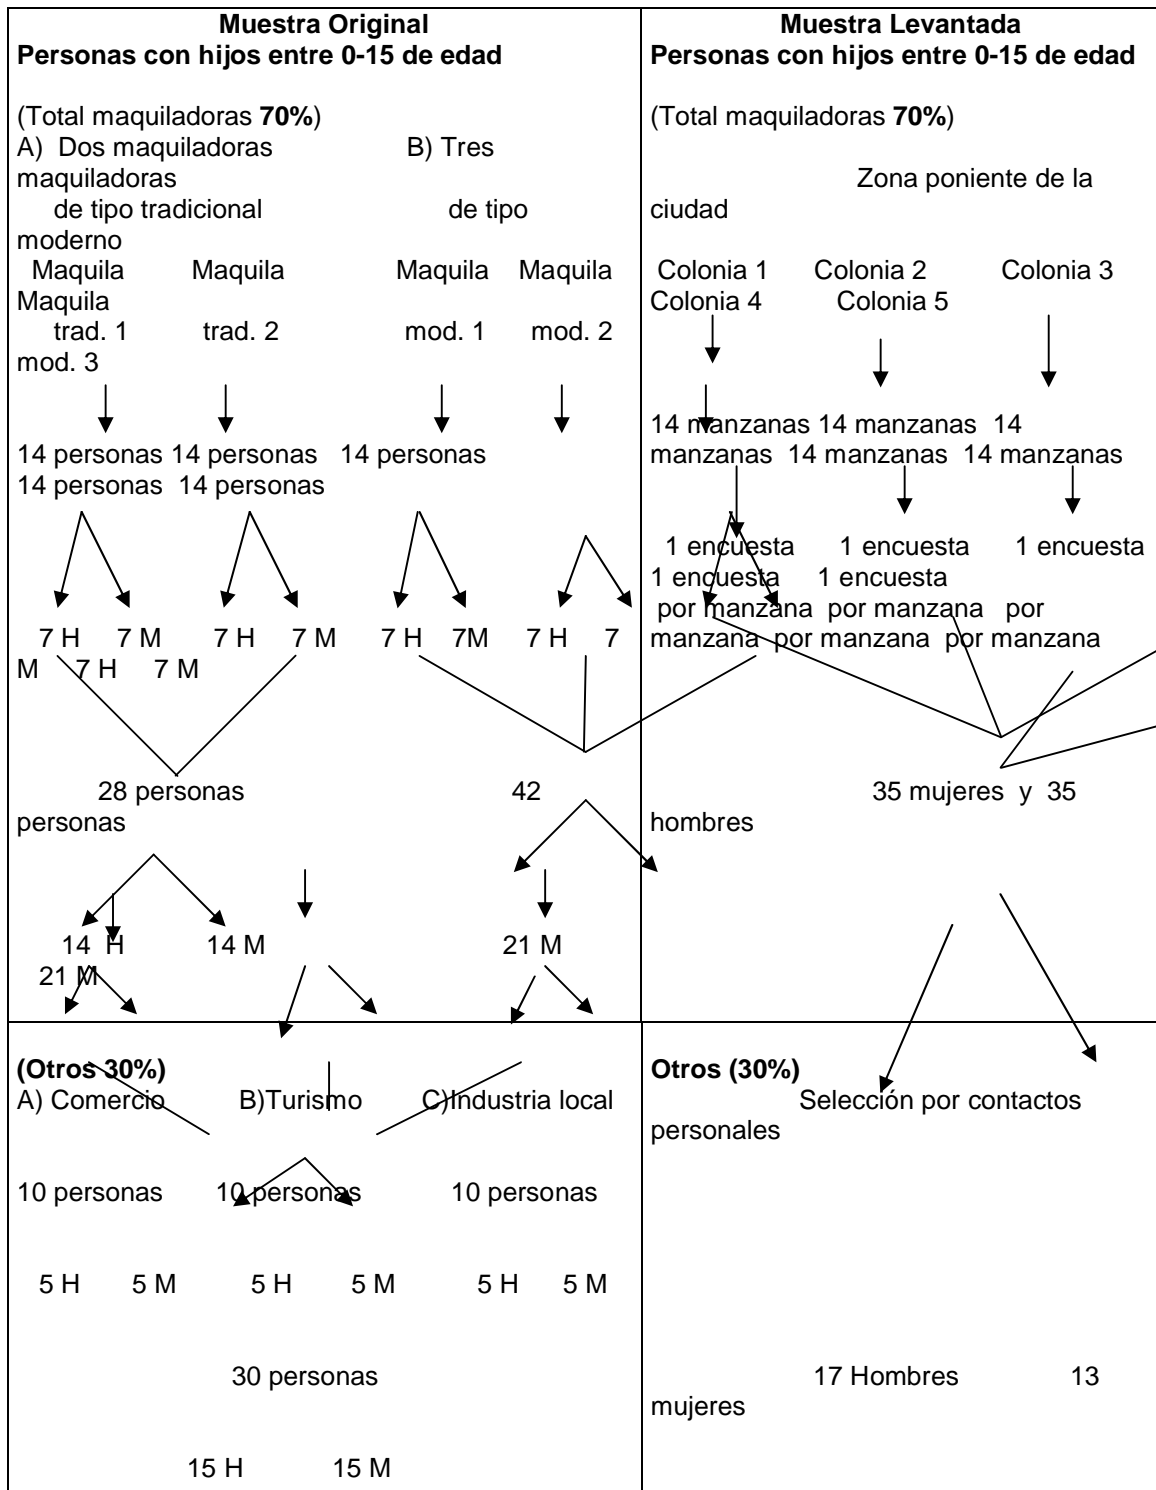 Muestra Original
Personas con hijos entre 0-15 de edad
(Total maquiladoras 70%)
A) Dos maquiladoras B) Tres
maquiladoras
de tipo tradicional de tipo
moderno
Maquila Maquila Maquila Maquila
Maquila
trad. 1 trad. 2 mod. 1 mod. 2
mod. 3
14 personas 14 personas 14 personas
14 personas 14 personas
7 H 7 M 7 H 7 M 7 H 7M 7 H 7
M 7 H 7 M
28 personas 42
personas
14 H 14 M 21 M
21 M
Muestra Levantada
Personas con hijos entre 0-15 de edad
(Total maquiladoras 70%)
Zona poniente de la
ciudad
Colonia 1 Colonia 2 Colonia 3
Colonia 4 Colonia 5
14 manzanas 14 manzanas 14
manzanas 14 manzanas 14 manzanas
1 encuesta 1 encuesta 1 encuesta
1 encuesta 1 encuesta
por manzana por manzana por
manzana por manzana por manzana
35 mujeres y 35
hombres
(Otros 30%)
A) Comercio B)Turismo C)Industria local
10 personas 10 personas 10 personas
5 H 5 M 5 H 5 M 5 H 5 M
30 personas
15 H 15 M
Otros (30%)
Selección por contactos
personales
17 Hombres 13
mujeres